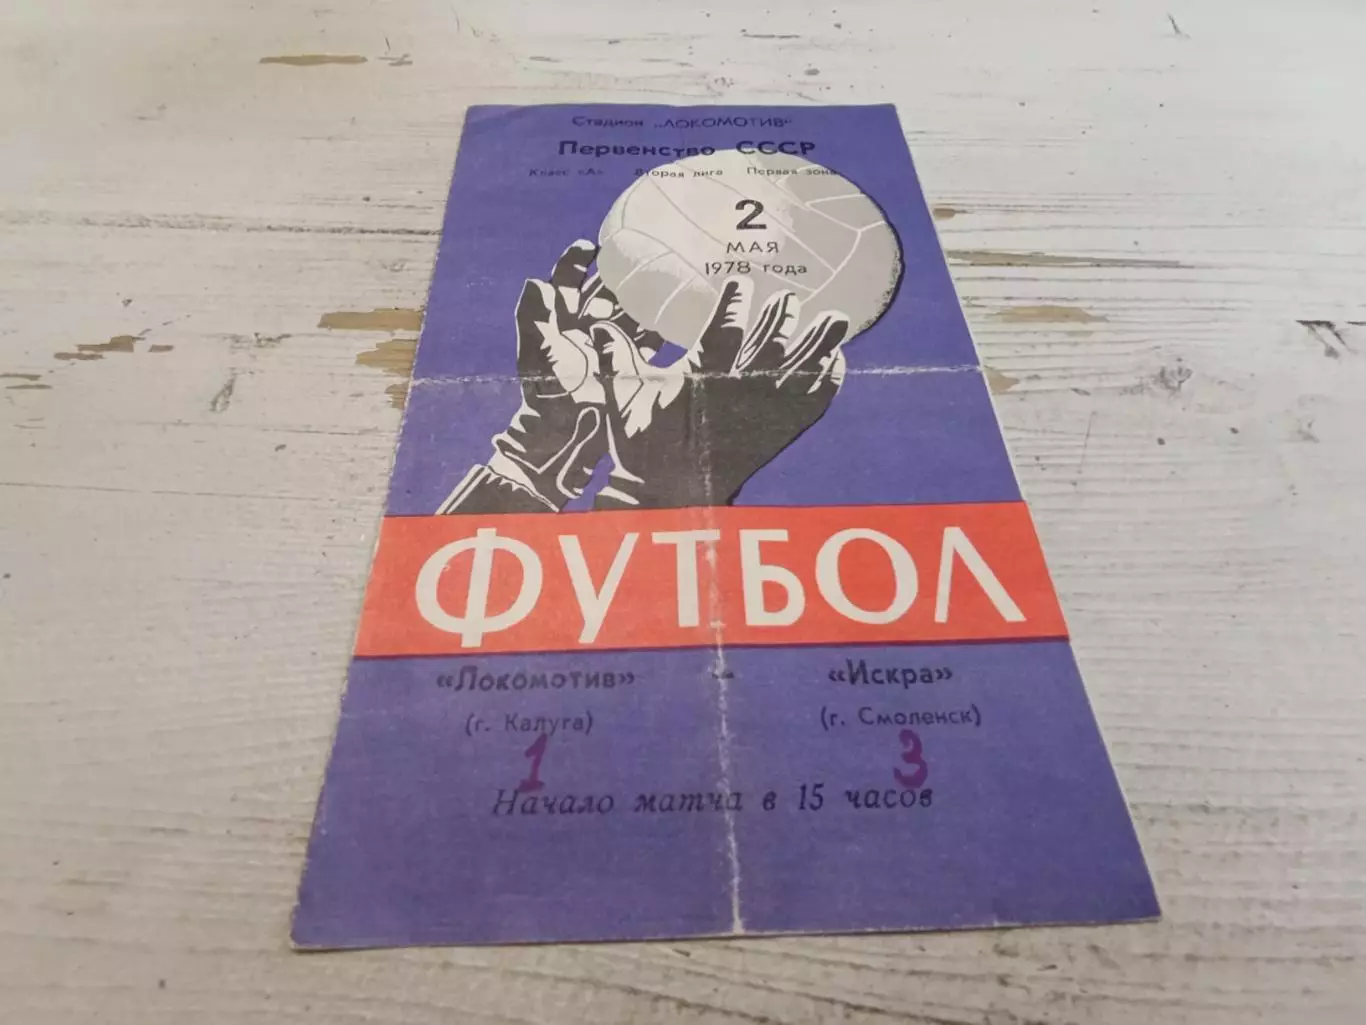 Стадион „ЛОКОМОТИВ"
Первенство СССР
Класс «А» Вторая лига Первая зона
2
МАЯ
1978 года
ФУТБОЛ
«Локомотив» — «Искра»
(г. Калуга) (г. Смоленск)
1 3
Начало матча в 15 часов